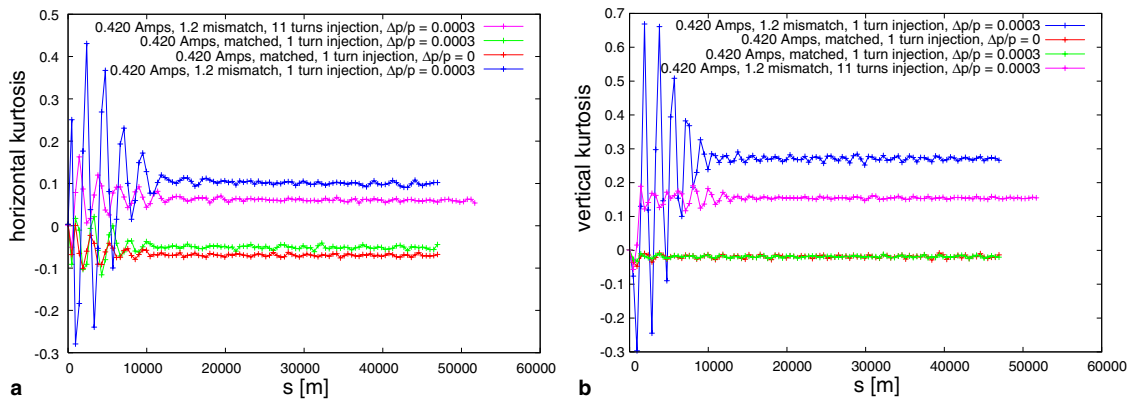 0.420 Amps, 1.2 mismatch, 11 turns injection, Δp/p = 0.0003
0.420 Amps, matched, 1 turn injection, Δp/p = 0.0003
0.420 Amps, matched, 1 turn injection, Δp/p = 0
0.420 Amps, 1.2 mismatch, 1 turn injection, Δp/p = 0.0003
horizontal kurtosis
0.5
0.4
0.3
0.2
0.1
0
-0.1
-0.3
0
10000
20000
30000
40000
50000
60000
s [m]
a
0.420 Amps, 1.2 mismatch, 1 turn injection, Δp/p = 0.0003
0.420 Amps, matched, 1 turn injection, Δp/p = 0
0.420 Amps, matched, 1 turn injection, Δp/p = 0.0003
0.420 Amps, 1.2 mismatch, 11 turns injection, Δp/p = 0.0003
vertical kurtosis
0.7
0.6
0.5
0.4
0.3
0.2
0.1
0
-0.1
-0.3
0
10000
20000
30000
40000
50000
60000
s [m]
b